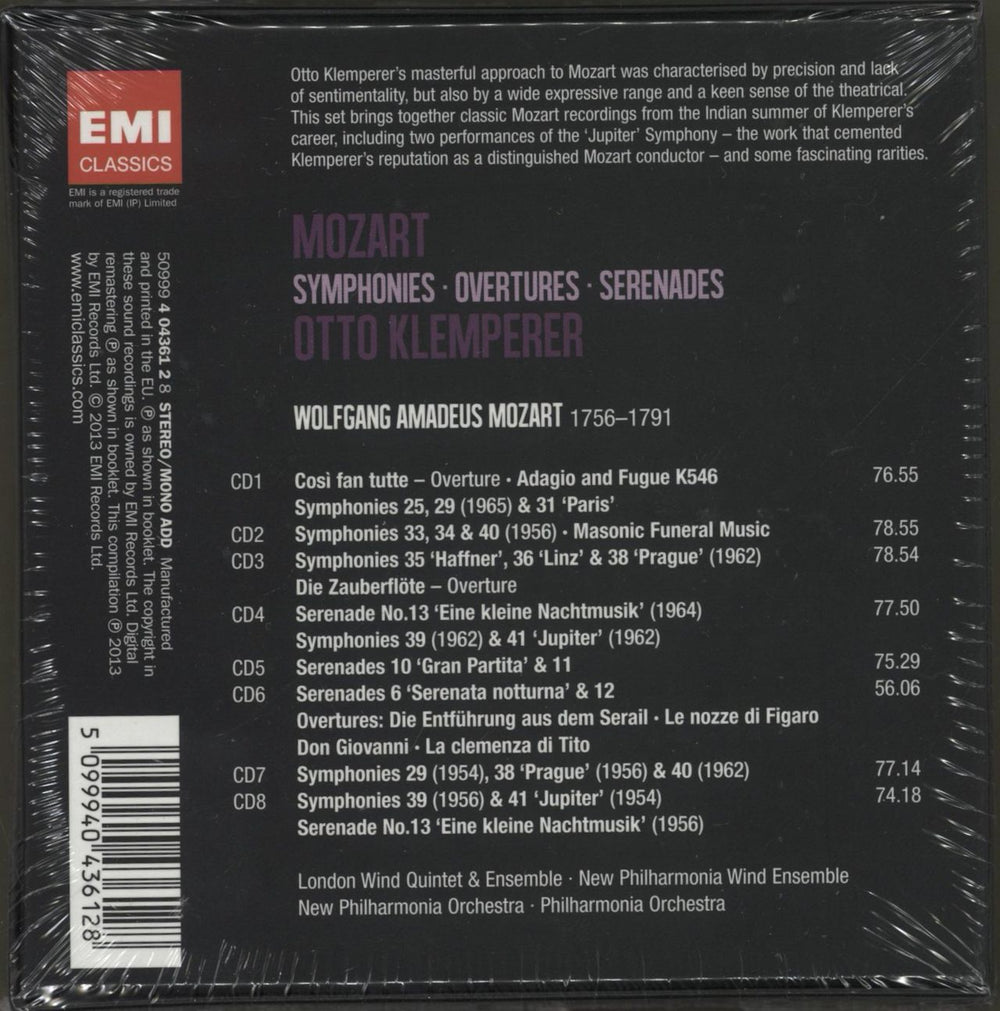 Otto Klemperer's masterful approach to Mozart was characterised by precision and lack
of sentimentality, but also by a wide expressive range and a keen sense of the theatrical.
This set brings together classic Mozart recordings from the Indian summer of Klemperer's
career, including two performances of the 'Jupiter' Symphony – the work that cemented
Klemperer's reputation as a distinguished Mozart conductor – and some fascinating rarities.
EMI
CLASSICS
EMI is a registered trade
mark of EMI (IP) Limited
MOZART
SYMPHONIES · OVERTURES · SERENADES
OTTO KLEMPERER
WOLFGANG AMADEUS MOZART 1756–1791
CD1 Così fan tutte – Overture · Adagio and Fugue K546 76.55
Symphonies 25, 29 (1965) & 31 'Paris'
CD2 Symphonies 33, 34 & 40 (1956) · Masonic Funeral Music 78.55
CD3 Symphonies 35 'Haffner', 36 'Linz' & 38 'Prague' (1962) 78.54
Die Zauberflöte – Overture
CD4 Serenade No.13 'Eine kleine Nachtmusik' (1964) 77.50
Symphonies 39 (1962) & 41 'Jupiter' (1962)
CD5 Serenades 10 'Gran Partita' & 11 75.29
CD6 Serenades 6 'Serenata notturna' & 12 56.06
Overtures: Die Entführung aus dem Serail · Le nozze di Figaro
Don Giovanni · La clemenza di Tito
CD7 Symphonies 29 (1954), 38 'Prague' (1956) & 40 (1962) 77.14
CD8 Symphonies 39 (1956) & 41 'Jupiter' (1954) 74.18
Serenade No.13 'Eine kleine Nachtmusik' (1956)
London Wind Quintet & Ensemble · New Philharmonia Wind Ensemble
New Philharmonia Orchestra · Philharmonia Orchestra
50999 4 04361 2 8 STEREO/MONO ADD Manufactured
and printed in the EU. ℗ as shown in booklet. The copyright in
these sound recordings is owned by EMI Records Ltd. Digital
remastering ℗ as shown in booklet. This compilation ℗ 2013
by EMI Records Ltd. © 2013 EMI Records Ltd.
www.emiclassics.com
5 099940 436128